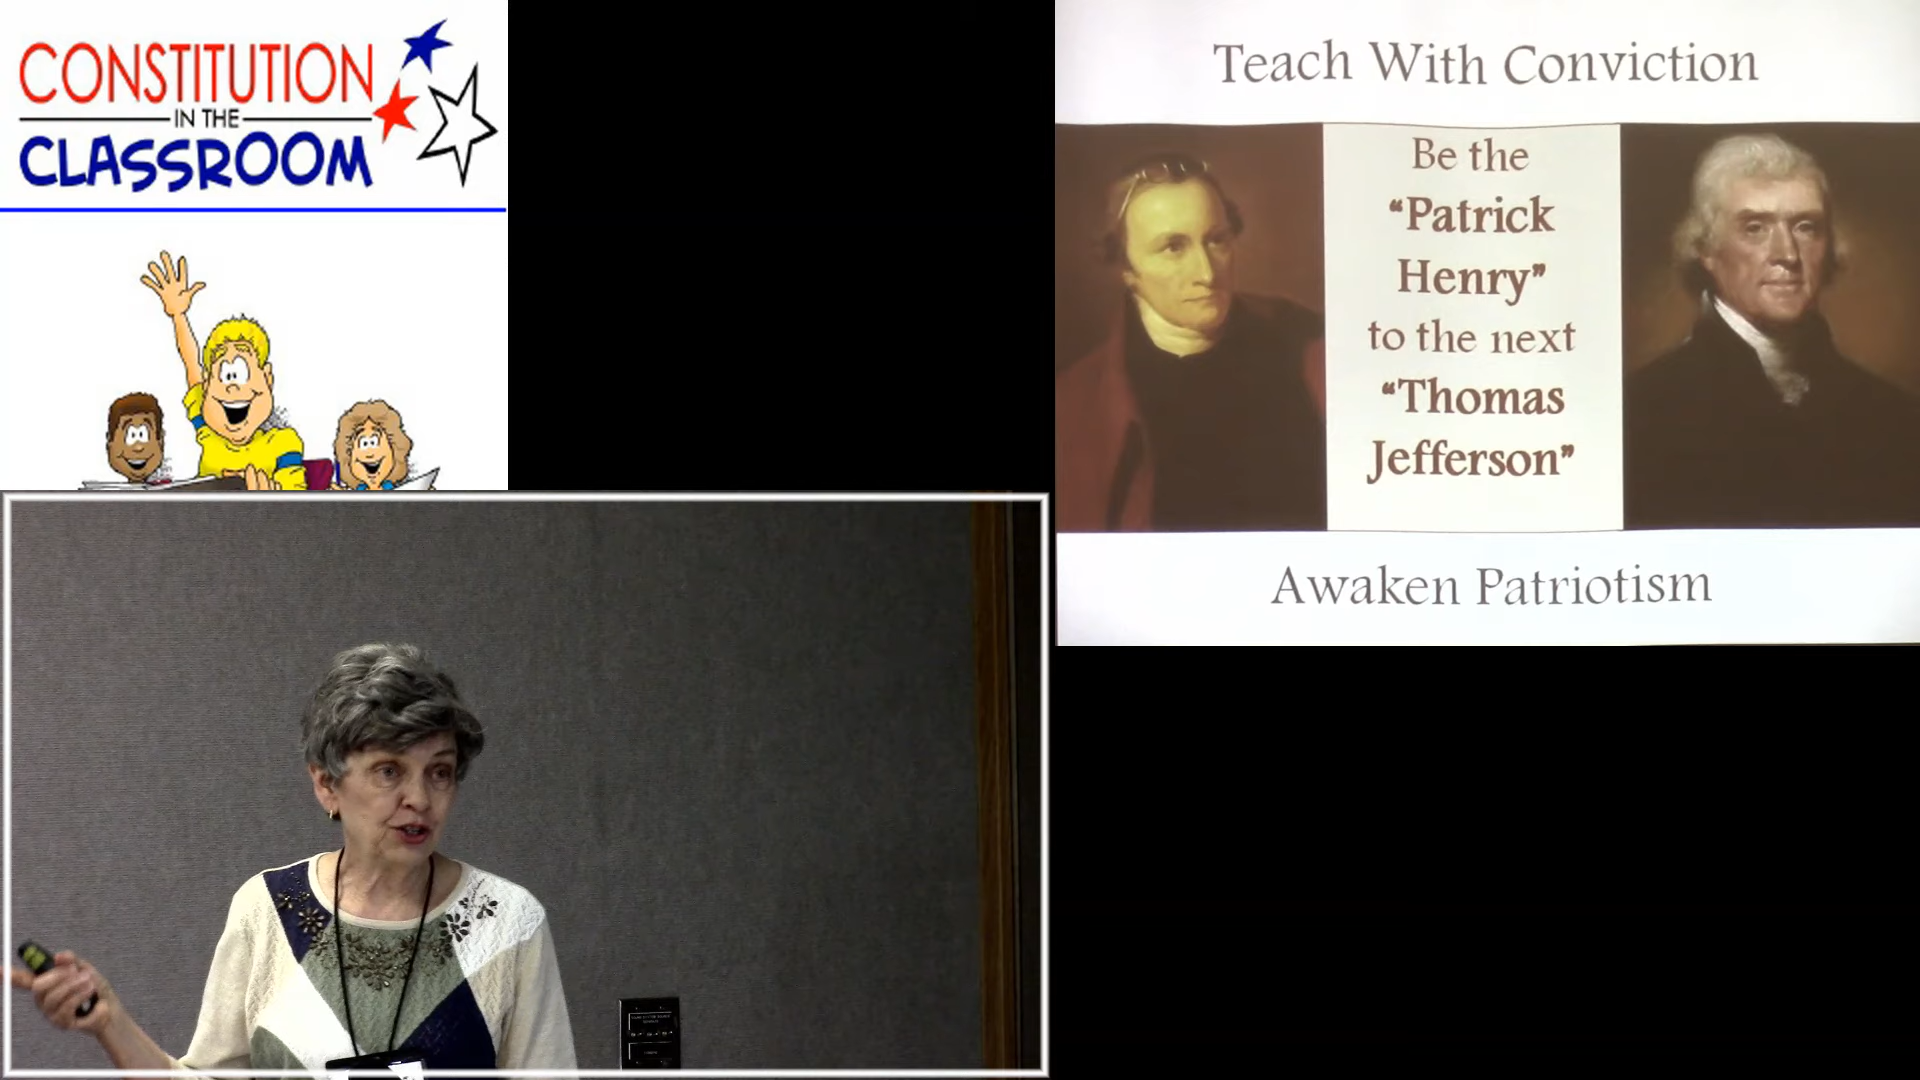 CONSTITUTION
IN THE
CLASSROOM
Teach With Conviction
Be the
“Patrick
Henry”
to the next
“Thomas
Jefferson”
Awaken Patriotism